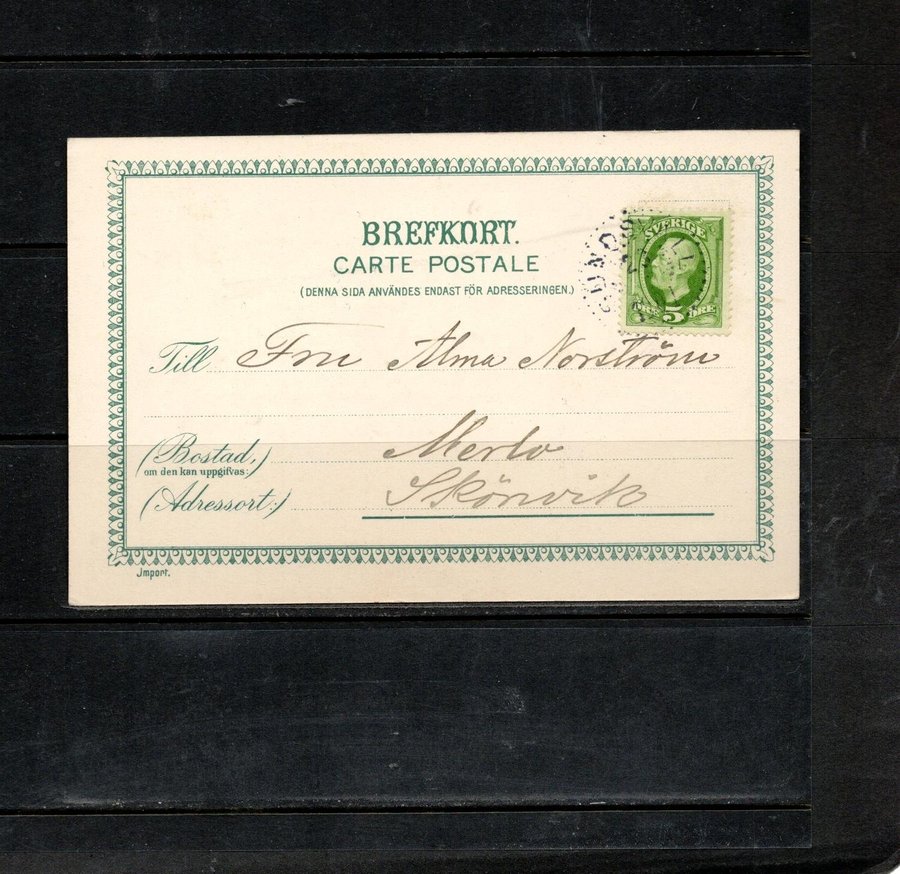 BREFKORT.
CARTE POSTALE
(DENNA SIDA ANVÄNDES ENDAST FÖR ADRESSERINGEN.)
SVERIGE
ÖRE 5 ÖRE
Till Fru Alma Norström
Merlo
(Bostad,)
om den kan uppgifvas:
(Adressort:) Skönvik
Import.